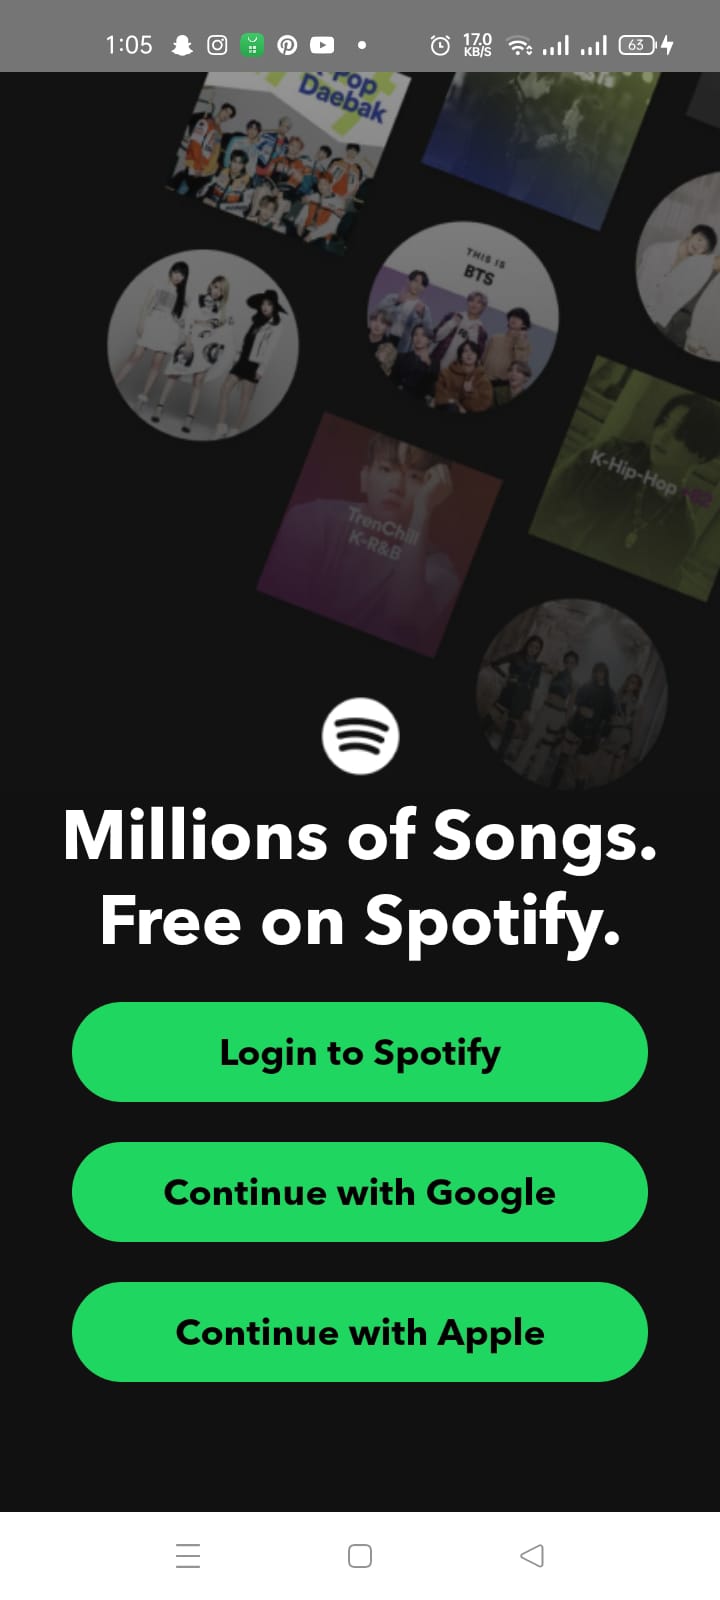 1:05
17.0
KB/S
63
Pop
Daebak
THIS IS
BTS
K-Hip-Hop +82
TrenChill
K-R&B
Millions of Songs.
Free on Spotify.
Login to Spotify
Continue with Google
Continue with Apple